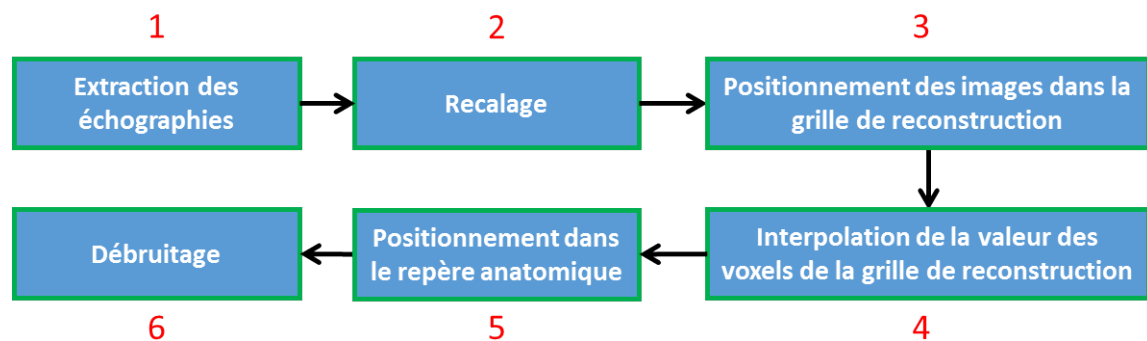 1
Extraction des
échographies
2
Recalage
3
Positionnement des images dans la
grille de reconstruction
Interpolation de la valeur des
voxels de la grille de reconstruction
4
Positionnement dans
le repère anatomique
5
Débruitage
6